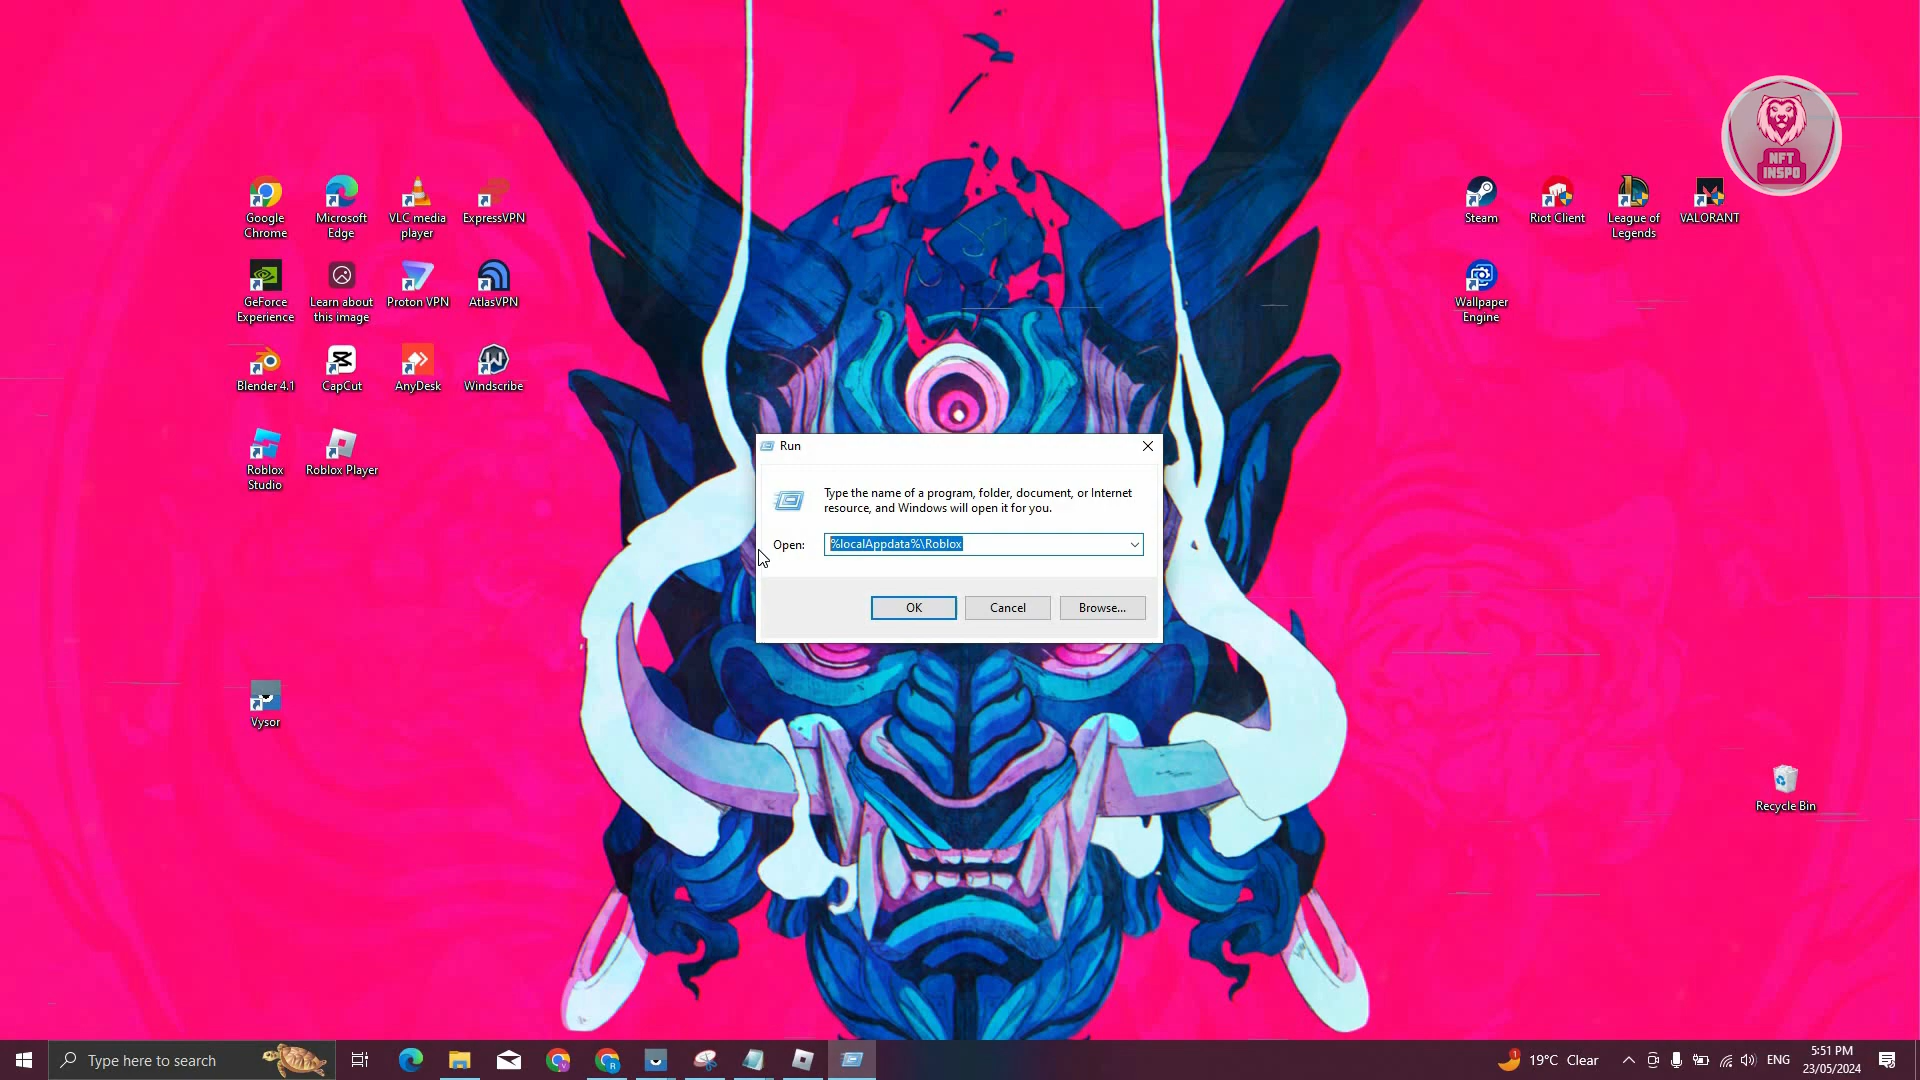 NFT
INSPO
Google
Chrome
Microsoft
Edge
VLC media
player
ExpressVPN
Steam
Riot Client
League of
Legends
VALORANT
GeForce
Experience
Learn about
this image
Proton VPN
AtlasVPN
Wallpaper
Engine
Blender 4.1
CapCut
AnyDesk
Windscribe
Roblox
Studio
Roblox Player
Run
Type the name of a program, folder, document, or Internet
resource, and Windows will open it for you.
Open:
%localAppdata%\Roblox
OK
Cancel
Browse...
Vysor
Recycle Bin
Type here to search
1
19°C Clear
ENG
5:51 PM
23/05/2024